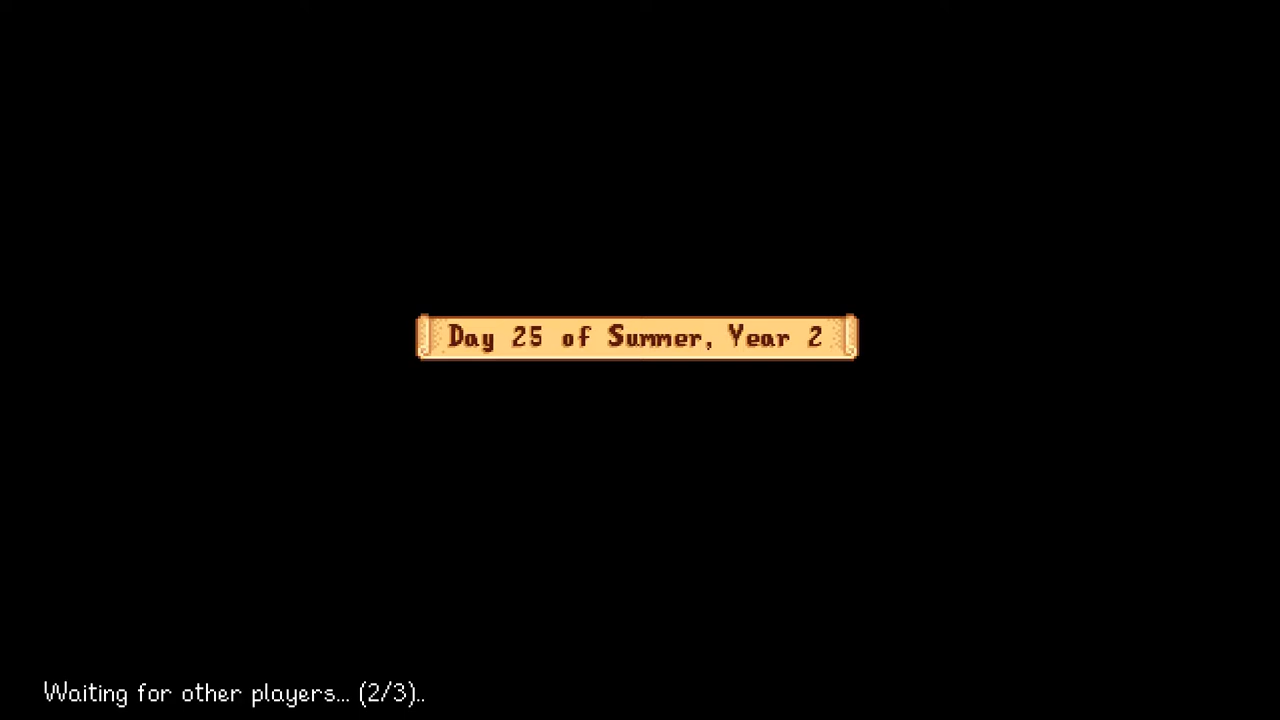 Day 25 of Summer, Year 2
Waiting for other players... (2/3)..